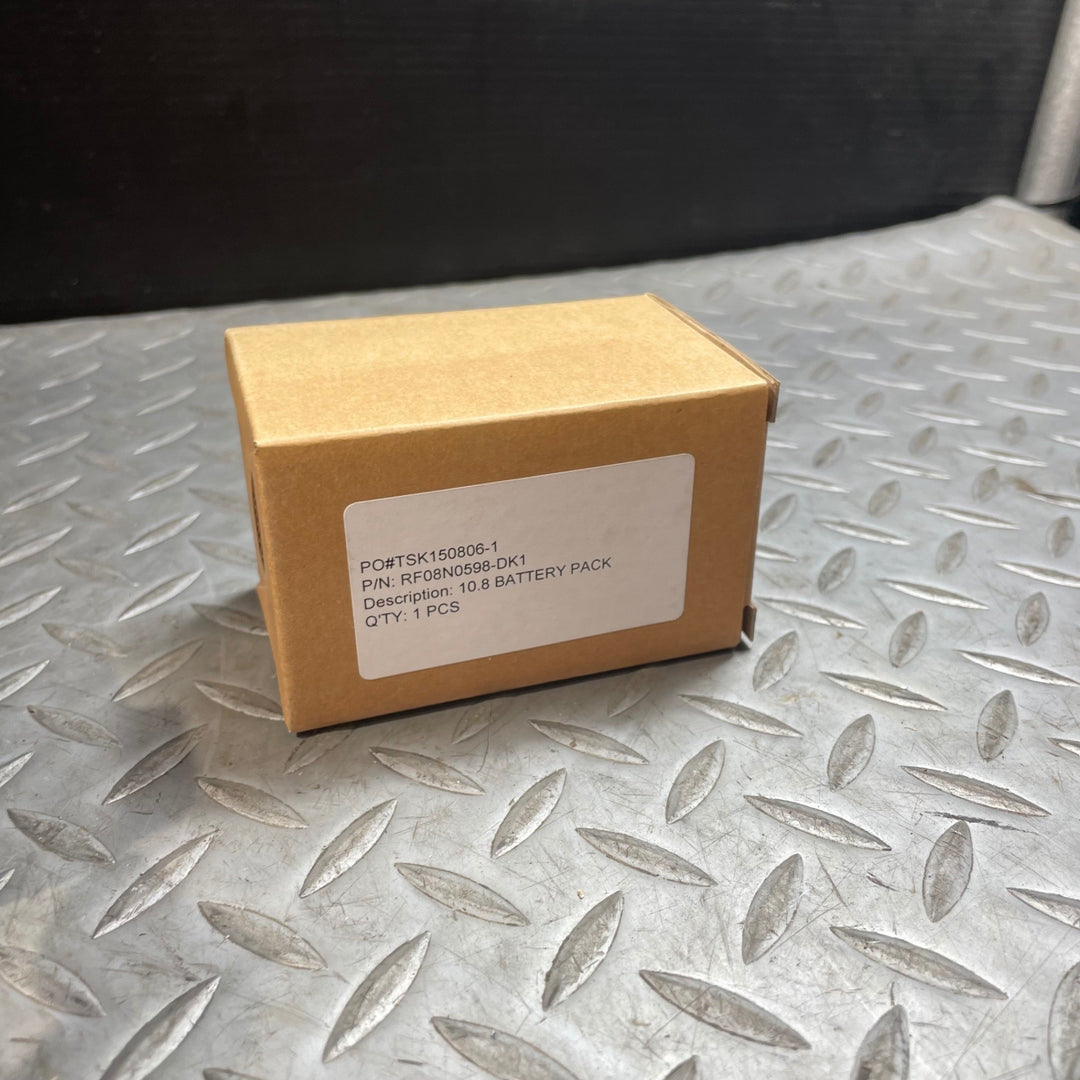 PO#TSK150806-1
P/N: RF08N0598-DK1
Description: 10.8 BATTERY PACK
Q'TY: 1 PCS